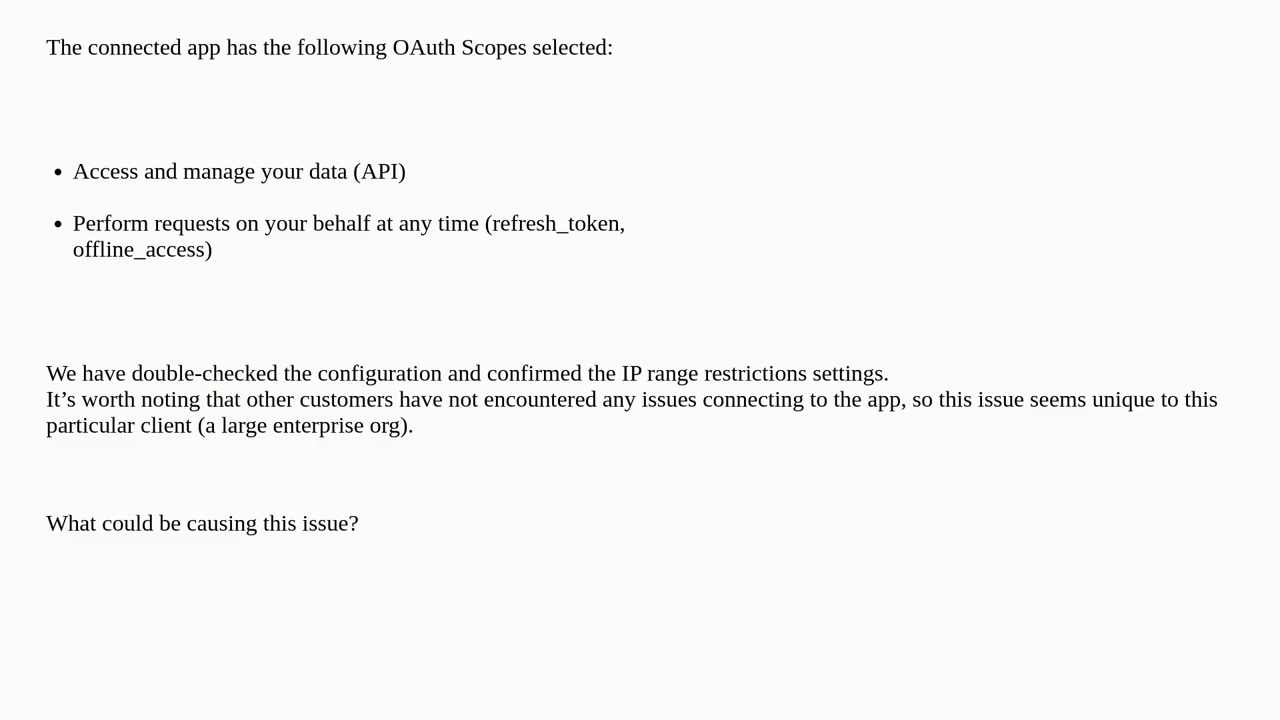 The connected app has the following OAuth Scopes selected:
• Access and manage your data (API)
• Perform requests on your behalf at any time (refresh_token,
offline_access)
We have double-checked the configuration and confirmed the IP range restrictions settings.
It’s worth noting that other customers have not encountered any issues connecting to the app, so this issue seems unique to this
particular client (a large enterprise org).
What could be causing this issue?